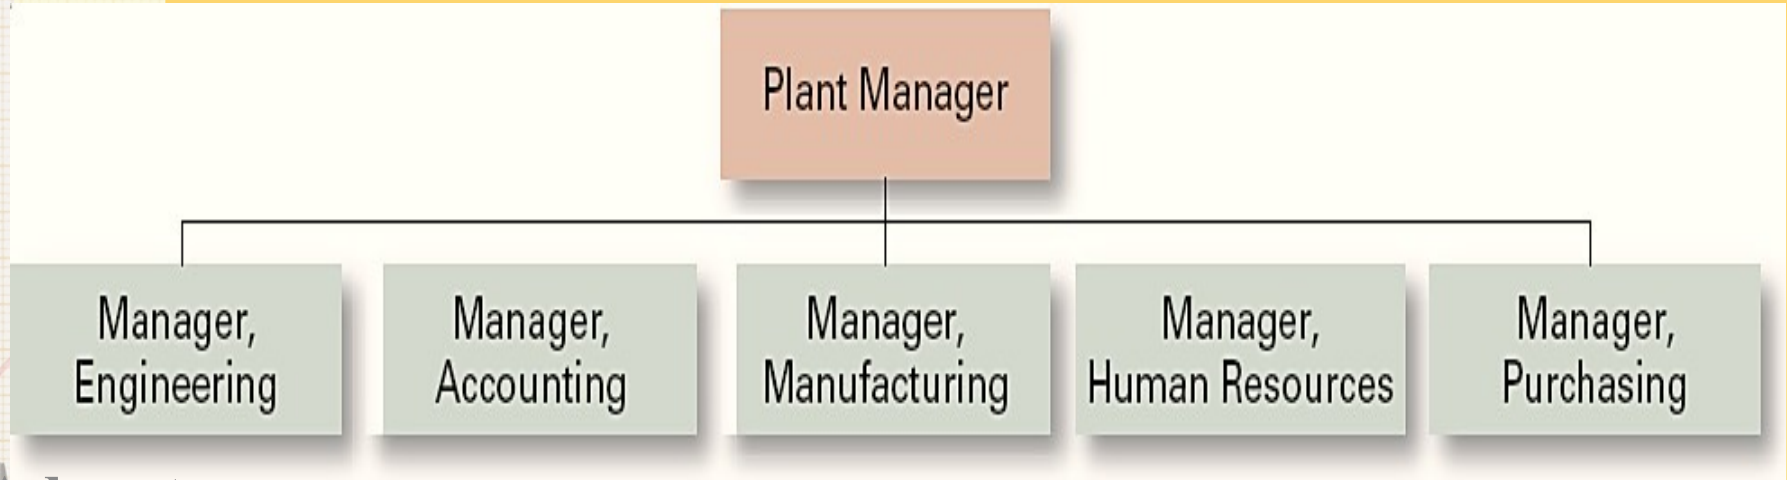 Plant Manager
Manager,
Engineering
Manager,
Accounting
Manager,
Manufacturing
Manager,
Human Resources
Manager,
Purchasing